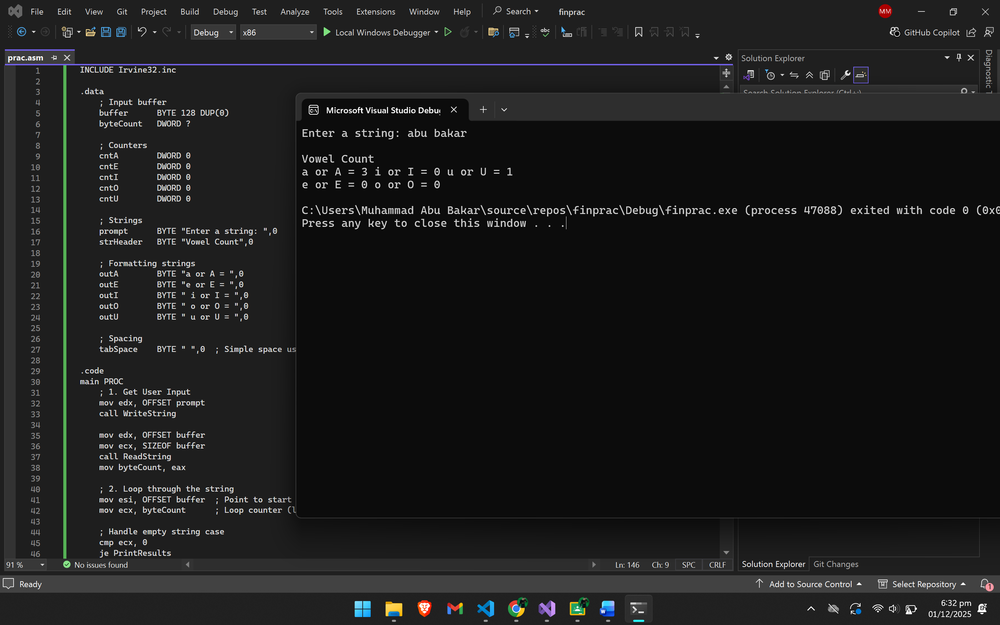 File Edit View Git Project Build Debug Test Analyze Tools Extensions Window Help Search finprac MM
Debug x86 Local Windows Debugger abc GitHub Copilot
prac.asm
Solution Explorer
Diagnostic
Search Solution Explorer (Ctrl+;)
1 INCLUDE Irvine32.inc
2
3 .data
4 ; Input buffer
5 buffer BYTE 128 DUP(0)
6 byteCount DWORD ?
7
8 ; Counters
9 cntA DWORD 0
10 cntE DWORD 0
11 cntI DWORD 0
12 cntO DWORD 0
13 cntU DWORD 0
14
15 ; Strings
16 prompt BYTE "Enter a string: ",0
17 strHeader BYTE "Vowel Count",0
18
19 ; Formatting strings
20 outA BYTE "a or A = ",0
21 outE BYTE "e or E = ",0
22 outI BYTE " i or I = ",0
23 outO BYTE " o or O = ",0
24 outU BYTE " u or U = ",0
25
26 ; Spacing
27 tabSpace BYTE " ",0 ; Simple space us
28
29 .code
30 main PROC
31 ; 1. Get User Input
32 mov edx, OFFSET prompt
33 call WriteString
34
35 mov edx, OFFSET buffer
36 mov ecx, SIZEOF buffer
37 call ReadString
38 mov byteCount, eax
39
40 ; 2. Loop through the string
41 mov esi, OFFSET buffer ; Point to start
42 mov ecx, byteCount ; Loop counter (l
43
44 ; Handle empty string case
45 cmp ecx, 0
46 je PrintResults
Microsoft Visual Studio Debu
Enter a string: abu bakar
Vowel Count
a or A = 3 i or I = 0 u or U = 1
e or E = 0 o or O = 0
C:\Users\Muhammad Abu Bakar\source\repos\finprac\Debug\finprac.exe (process 47088) exited with code 0 (0x0
Press any key to close this window . . .
91 % No issues found Ln: 146 Ch: 9 SPC CRLF
Solution Explorer Git Changes
Ready Add to Source Control Select Repository 1
6:32 pm
01/12/2025